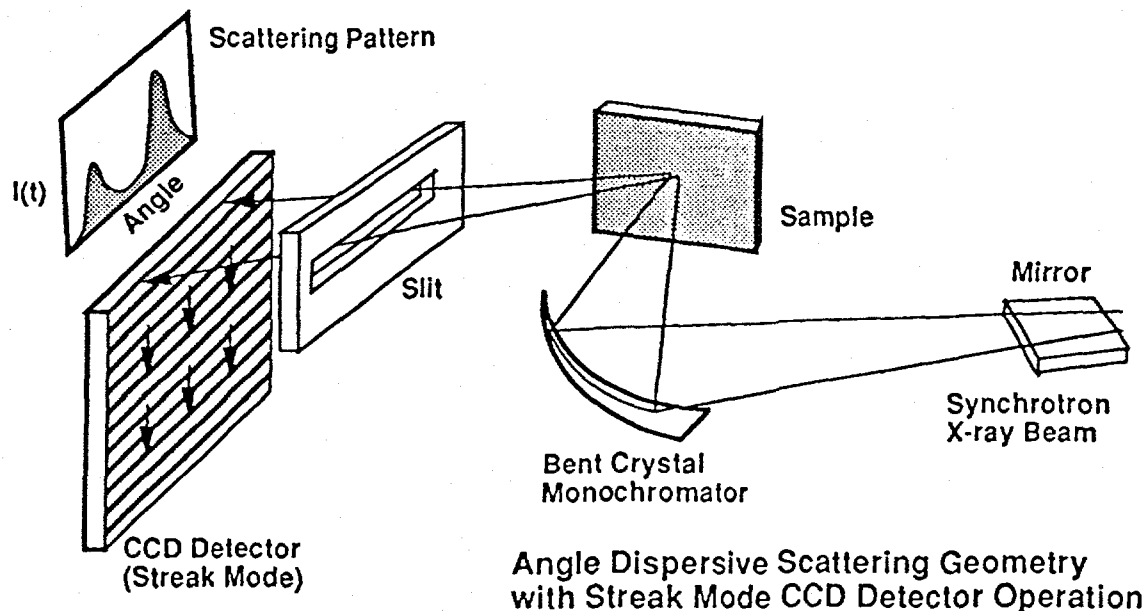 Scattering Pattern
I(t)
Angle
Sample
Slit
Mirror
Synchrotron
X-ray Beam
Bent Crystal
Monochromator
CCD Detector
(Streak Mode)
Angle Dispersive Scattering Geometry
with Streak Mode CCD Detector Operation